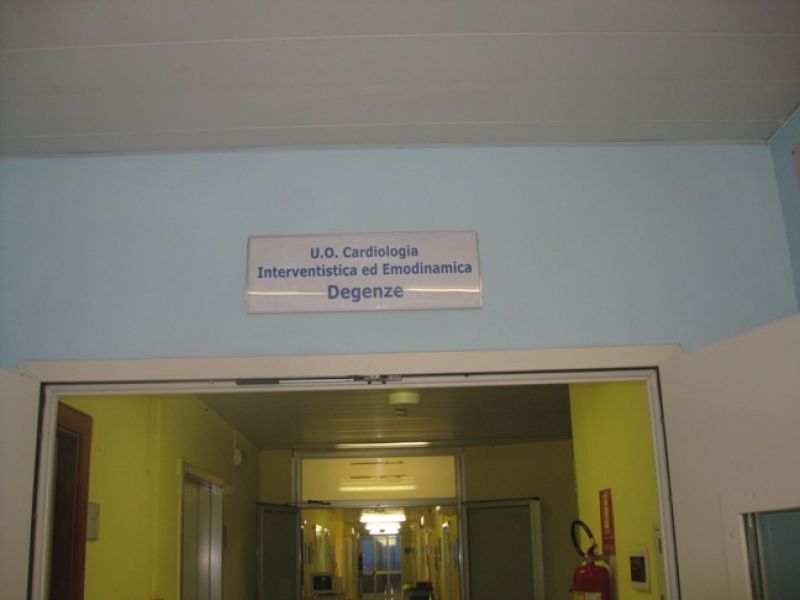 U.O. Cardiologia
Interventistica ed Emodinamica
Degenze